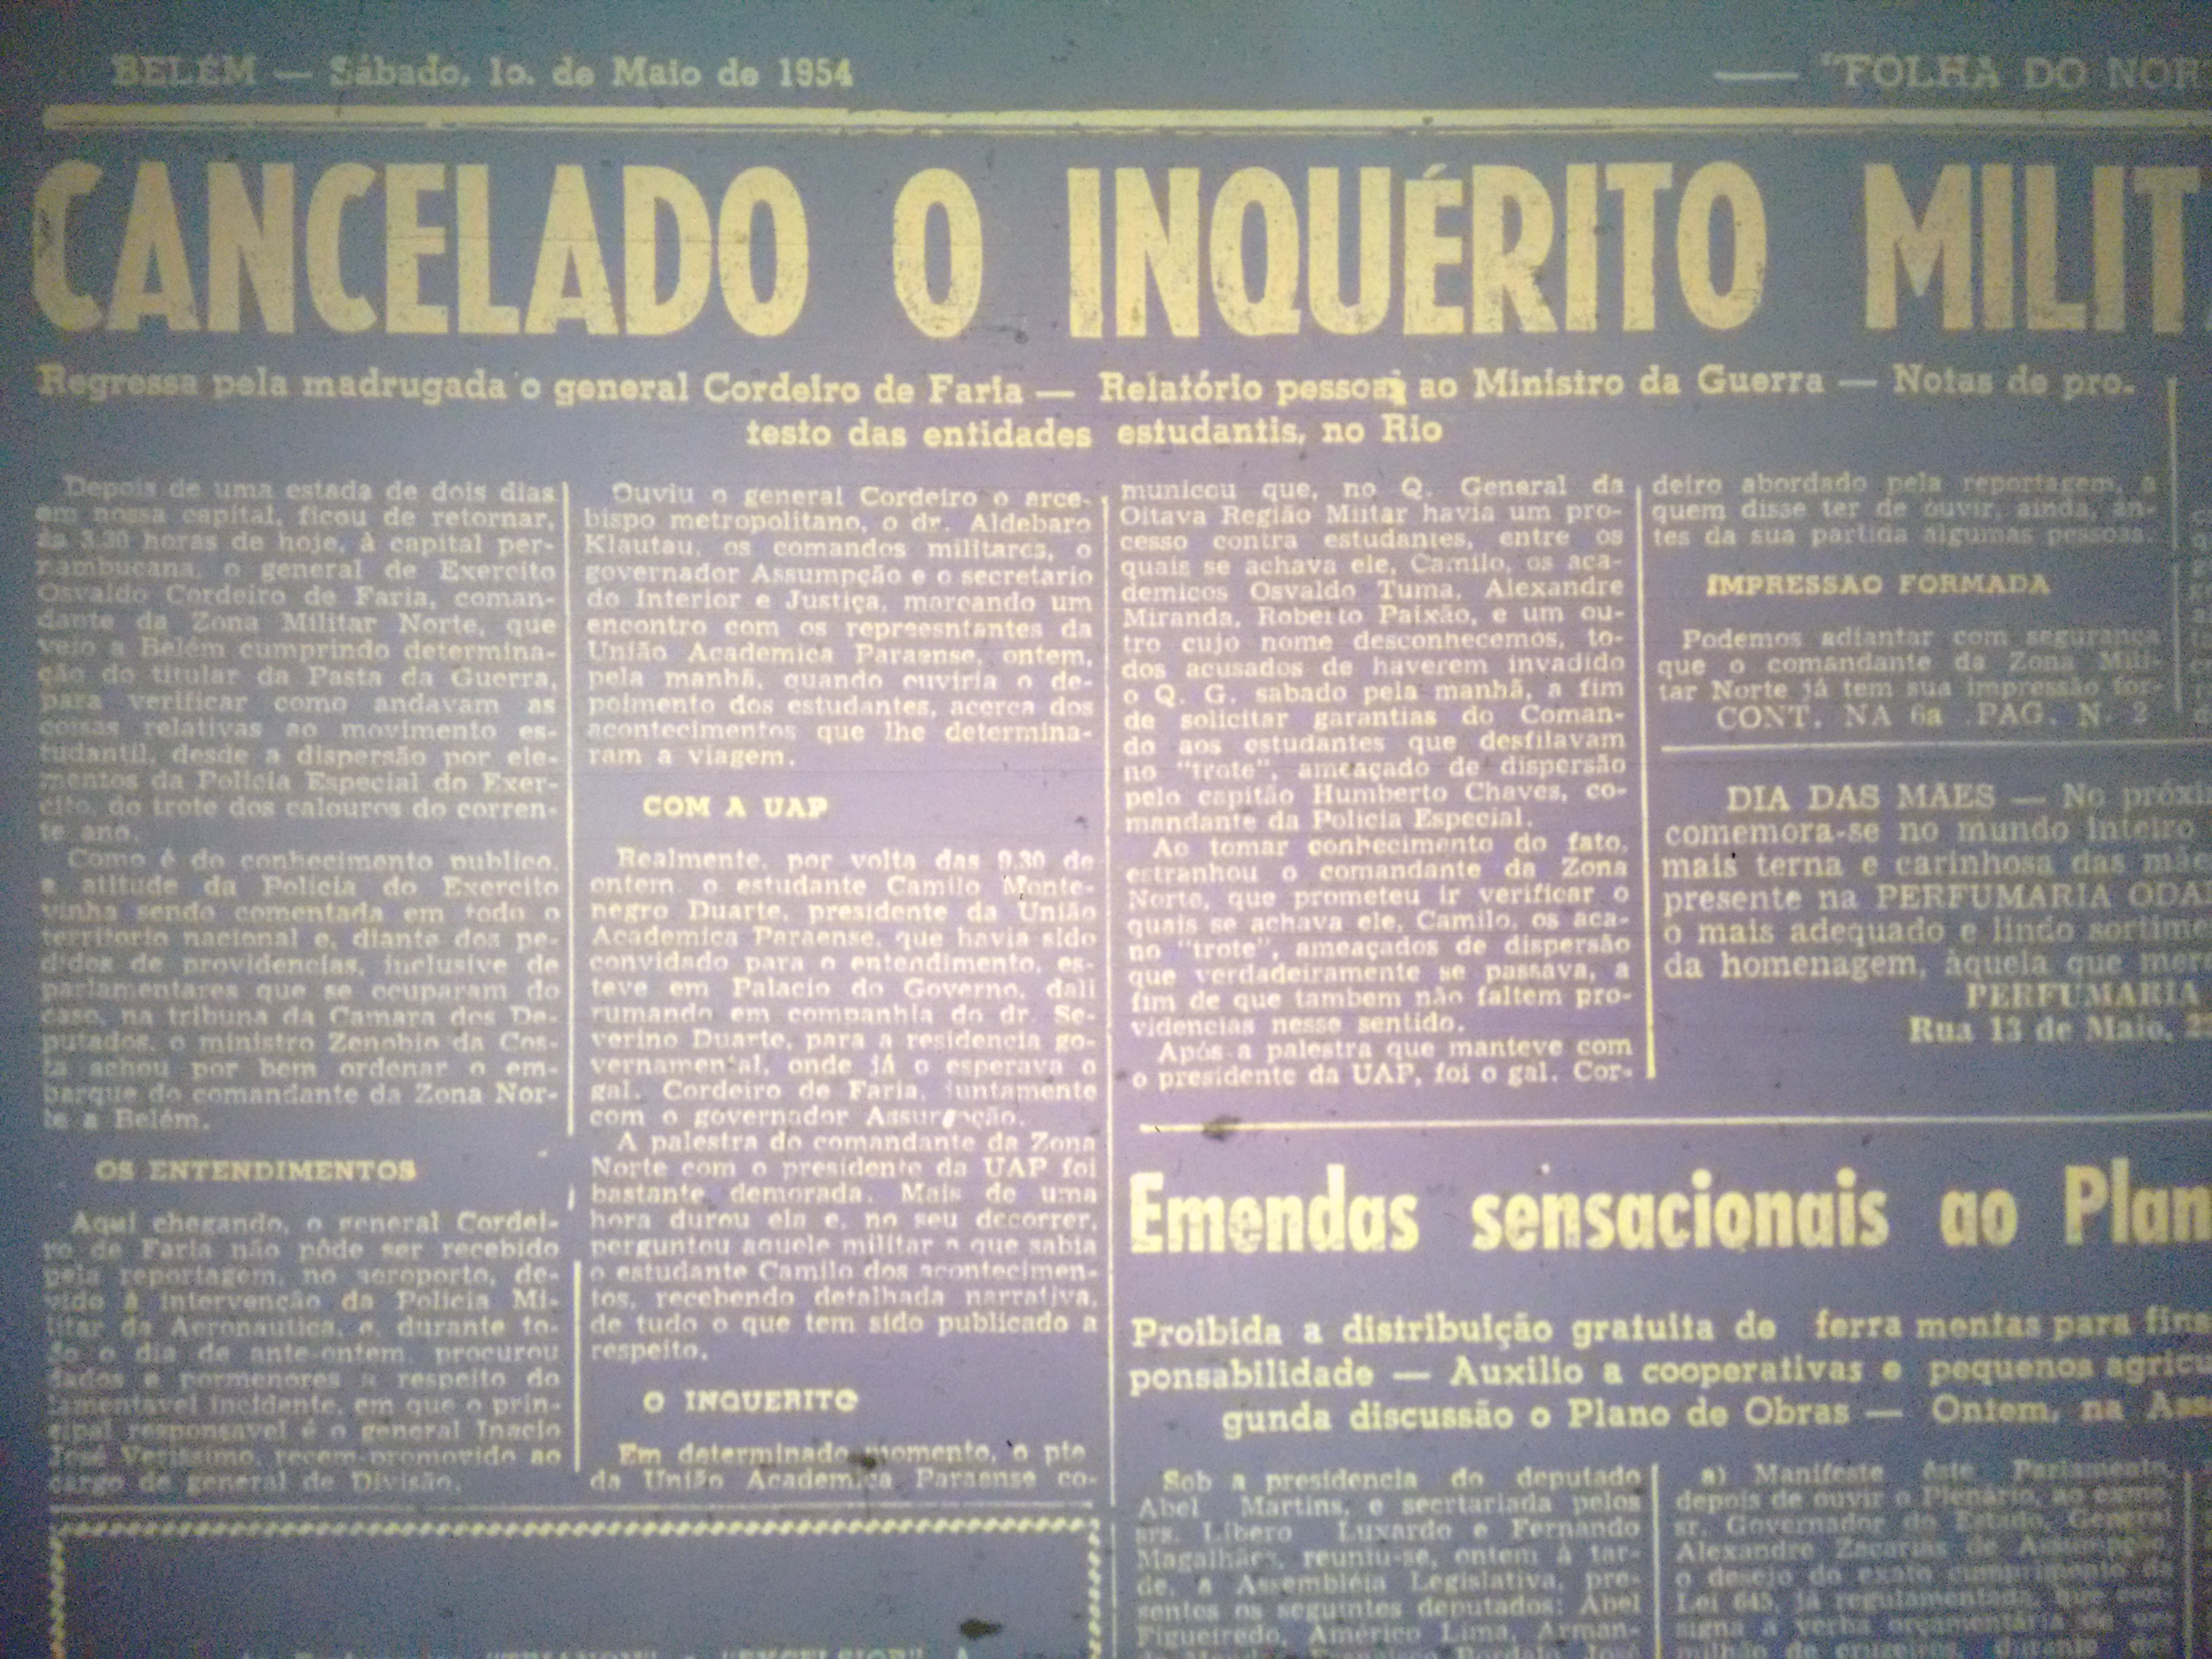 BELÉM — Sábado, 1o. de Maio de 1954
— "FOLHA DO NOR
CANCELADO O INQUÉRITO MILIT
Regressa pela madrugada o general Cordeiro de Faria — Relatório pessoal ao Ministro da Guerra — Notas de pro-
testo das entidades estudantis, no Rio
Depois de uma estada de dois dias
em nossa capital, ficou de retornar,
ás 3.30 horas de hoje, à capital per-
nambucana, o general de Exercito
Osvaldo Cordeiro de Faria, coman-
dante da Zona Militar Norte, que
veio a Belém cumprindo determina-
ção do titular da Pasta da Guerra,
para verificar como andavam as
coisas relativas ao movimento es-
tudantil, desde a dispersão por ele-
mentos da Policia Especial do Exer-
cito, do trote dos calouros do corren-
te ano.
Como é do conhecimento publico,
a atitude da Policia do Exercito
vinha sendo comentada em todo o
territorio nacional e, diante dos pe-
didos de providencias, inclusive de
parlamentares que se ocuparam do
caso, na tribuna da Camara dos De-
putados, o ministro Zenobio da Cos-
ta achou por bem ordenar o em-
barque do comandante da Zona Nor-
te a Belém.
OS ENTENDIMENTOS
Aqui chegando, o general Cordei-
ro de Faria não pôde ser recebido
pela reportagem, no aeroporto, de-
vido à intervenção da Policia Mi-
litar da Aeronautica, e, durante to-
do o dia de ante-ontem, procurou
dados e pormenores a respeito do
lamentavel incidente, em que o prin-
cipal responsavel é o general Inacio
José Verissimo, recem-promovido ao
cargo de general de Divisão.
Ouviu o general Cordeiro o arce-
bispo metropolitano, o dr. Aldebaro
Klautau, os comandos militares, o
governador Assumpção e o secretario
do Interior e Justiça, marcando um
encontro com os repreesntantes da
União Academica Paraense, ontem,
pela manhã, quando ouviria o de-
poimento dos estudantes, acerca dos
acontecimentos que lhe determina-
ram a viagem.
COM A UAP
Realmente, por volta das 9,30 de
ontem, o estudante Camilo Monte-
negro Duarte, presidente da União
Academica Paraense, que havia sido
convidado para o entendimento, es-
teve em Palacio do Governo, dali
rumando em companhia do dr. Se-
verino Duarte, para a residencia go-
vernamental, onde já o esperava o
gal. Cordeiro de Faria, juntamente
com o governador Assumpção.
A palestra do comandante da Zona
Norte com o presidente da UAP foi
bastante demorada. Mais de uma
hora durou ela e, no seu decorrer,
perguntou aquele militar o que sabia
o estudante Camilo dos acontecimen-
tos, recebendo detalhada narrativa,
de tudo o que tem sido publicado a
respeito.
O INQUERITO
Em determinado momento, o pte
da União Academica Paraense co-
municou que, no Q. General da
Oitava Região Miitar havia um pro-
cesso contra estudantes, entre os
quais se achava ele, Camilo, os aca-
demicos Osvaldo Tuma, Alexandre
Miranda, Roberto Paixão, e um ou-
tro cujo nome desconhecemos, to-
dos acusados de haverem invadido
o Q. G. sabado pela manhã, a fim
de solicitar garantias do Coman-
do aos estudantes que desfilavam
no "trote", ameaçado de dispersão
pelo capitão Humberto Chaves, co-
mandante da Policia Especial.
Ao tomar conhecimento do fato,
estranhou o comandante da Zona
Norte, que prometeu ir verificar o
quais se achava ele, Camilo, os aca-
no "trote", ameaçados de dispersão
que verdadeiramente se passava, a
fim de que tambem não faltem pro-
videncias nesse sentido.
Após a palestra que manteve com
o presidente da UAP, foi o gal. Cor-
deiro abordado pela reportagem, a
quem disse ter de ouvir, ainda, an-
tes da sua partida algumas pessoas.
IMPRESSAO FORMADA
Podemos adiantar com segurança
que o comandante da Zona Mili-
tar Norte já tem sua impressão for-
CONT. NA 6a .PAG. N. 2
DIA DAS MÃES — No próxi
comemora-se no mundo inteiro
mais terna e carinhosa das mãe
presente na PERFUMARIA ODA
o mais adequado e lindo sortime
da homenagem, àquela que mere
PERFUMARIA
Rua 13 de Maio, 2
Emendas sensacionais ao Plan
Proibida a distribuição gratuita de ferra mentas para fins
ponsabilidade — Auxilio a cooperativas e pequenos agricu
gunda discussão o Plano de Obras — Ontem, na Ass
Sob a presidencia do deputado
Abel Martins, e secrtariada pelos
srs. Libero Luxardo e Fernando
Magalhães, reuniu-se, ontem à tar-
de, a Assembléia Legislativa, pre-
sentes os seguintes deputados: Abel
Figueiredo, Américo Lima, Arman-
a) Manifeste êste Parlamento,
depois de ouvir o Plenário, ao exmo.
sr. Governador do Estado, General
Alexandre Zacarias de Assumpção,
o desejo do exato cumprimento da
Lei 645, já regulamentada, que con-
signa a verba orçamentária de um
milhão de cruzeiros, durante